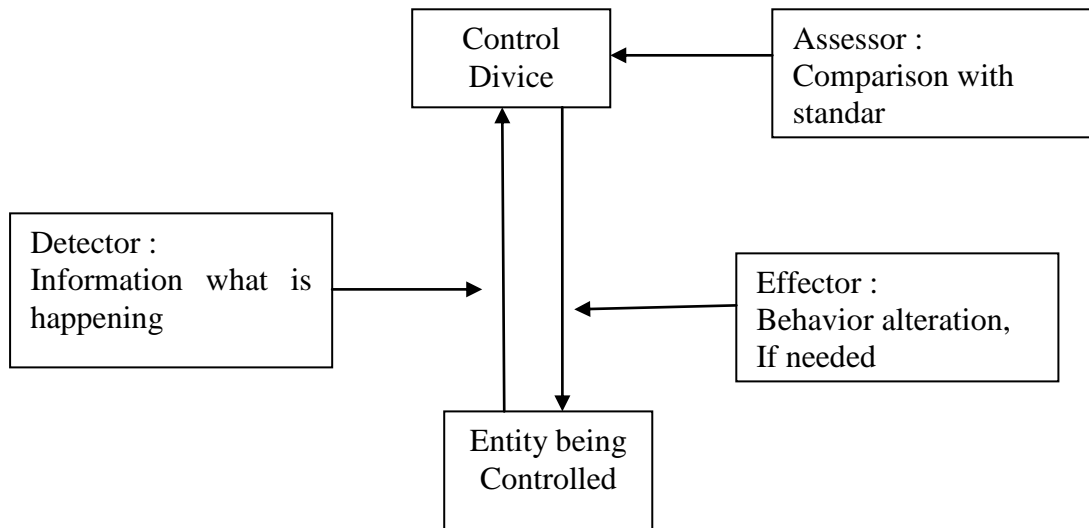 Control
Divice
Assessor :
Comparison with
standar
Detector :
Information what is
happening
Effector :
Behavior alteration,
If needed
Entity being
Controlled